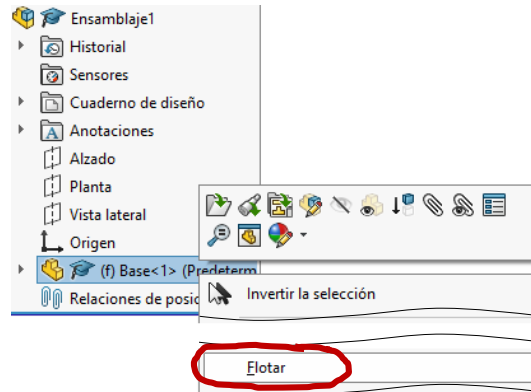 Ensamblaje1
Historial
Sensores
Cuaderno de diseño
A Anotaciones
Alzado
Planta
Vista lateral
Origen
(f) Base<1> (Predeterm
Relaciones de posic
Invertir la selección
Flotar